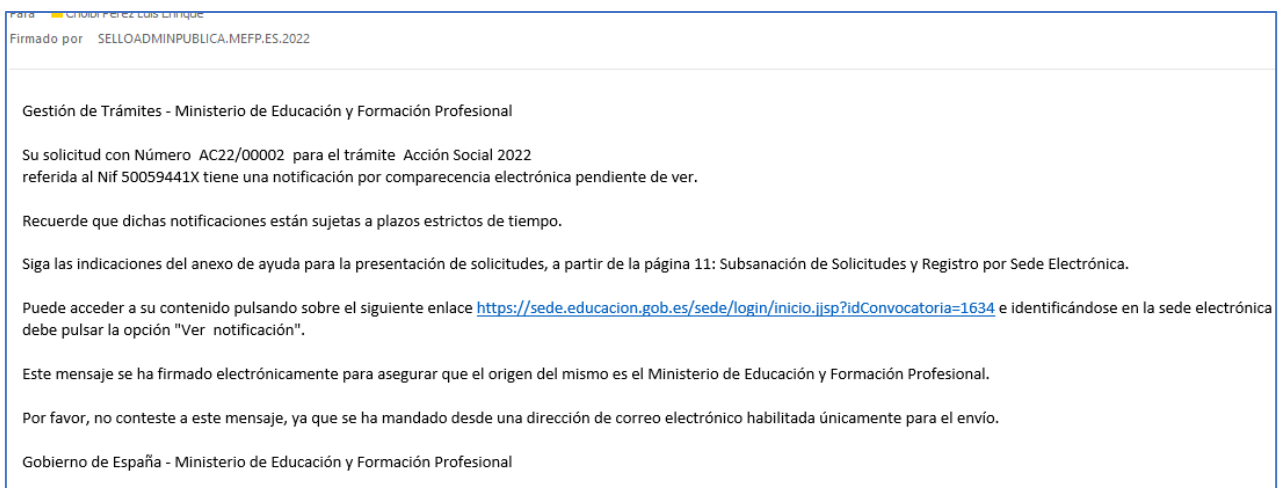 Para Choibi Pérez Luis Enrique
Firmado por SELLOADMINPUBLICA.MEFP.ES.2022
Gestión de Trámites - Ministerio de Educación y Formación Profesional
Su solicitud con Número AC22/00002 para el trámite Acción Social 2022
referida al Nif 50059441X tiene una notificación por comparecencia electrónica pendiente de ver.
Recuerde que dichas notificaciones están sujetas a plazos estrictos de tiempo.
Siga las indicaciones del anexo de ayuda para la presentación de solicitudes, a partir de la página 11: Subsanación de Solicitudes y Registro por Sede Electrónica.
Puede acceder a su contenido pulsando sobre el siguiente enlace https://sede.educacion.gob.es/sede/login/inicio.jjsp?idConvocatoria=1634 e identificándose en la sede electrónica
debe pulsar la opción "Ver notificación".
Este mensaje se ha firmado electrónicamente para asegurar que el origen del mismo es el Ministerio de Educación y Formación Profesional.
Por favor, no conteste a este mensaje, ya que se ha mandado desde una dirección de correo electrónico habilitada únicamente para el envío.
Gobierno de España - Ministerio de Educación y Formación Profesional